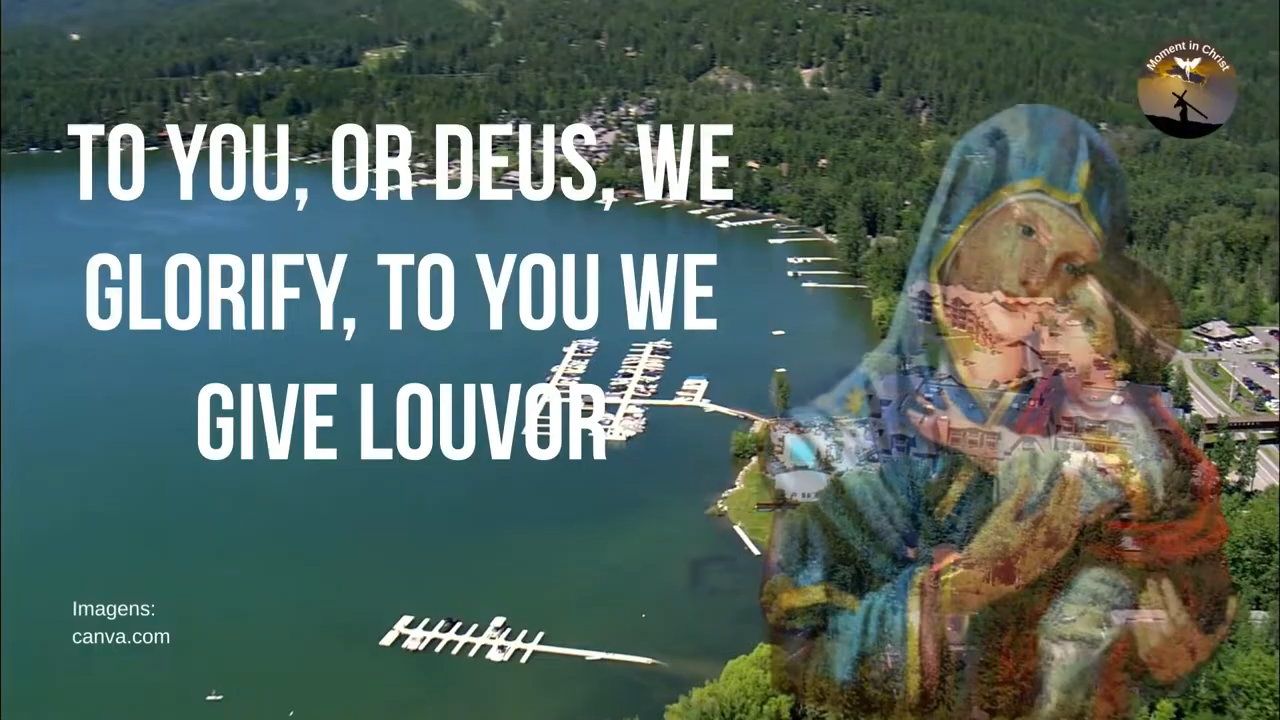 Moment in Christ
TO YOU, OR DEUS, WE
GLORIFY, TO YOU WE
GIVE LOUVOR
Imagens:
canva.com